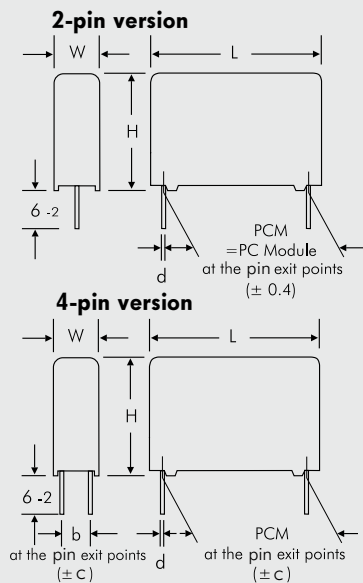 2-pin version
W
L
H
6 -2
d
PCM
=PC Module
at the pin exit points
(± 0.4)
4-pin version
W
L
H
6 -2
b
d
PCM
at the pin exit points
(±c)
at the pin exit points
(±c)